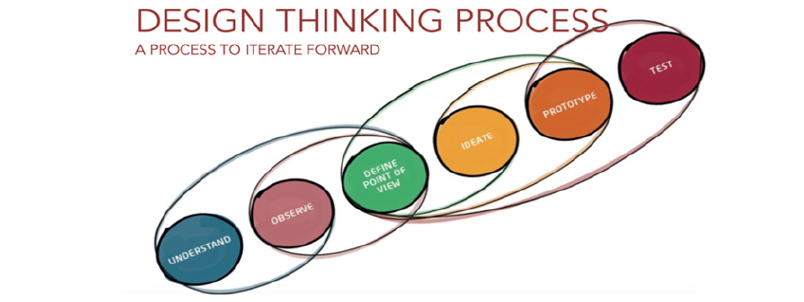 DESIGN THINKING PROCESS
A PROCESS TO ITERATE FORWARD
UNDERSTAND
OBSERVE
DEFINE
POINT OF
VIEW
IDEATE
PROTOTYPE
TEST